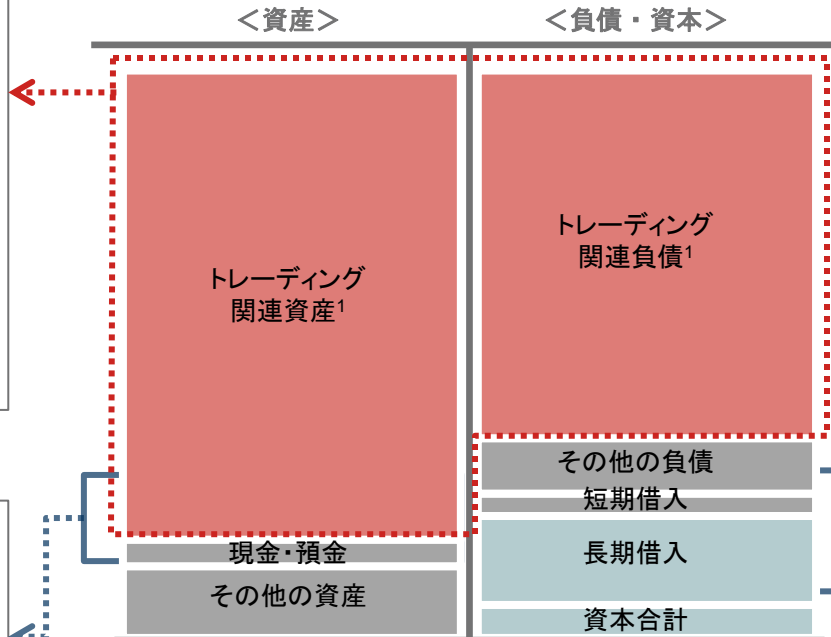 ＜資産＞
＜負債・資本＞
トレーディング
関連資産1
現金・預金
その他の資産
トレーディング
関連負債1
その他の負債
短期借入
長期借入
資本合計